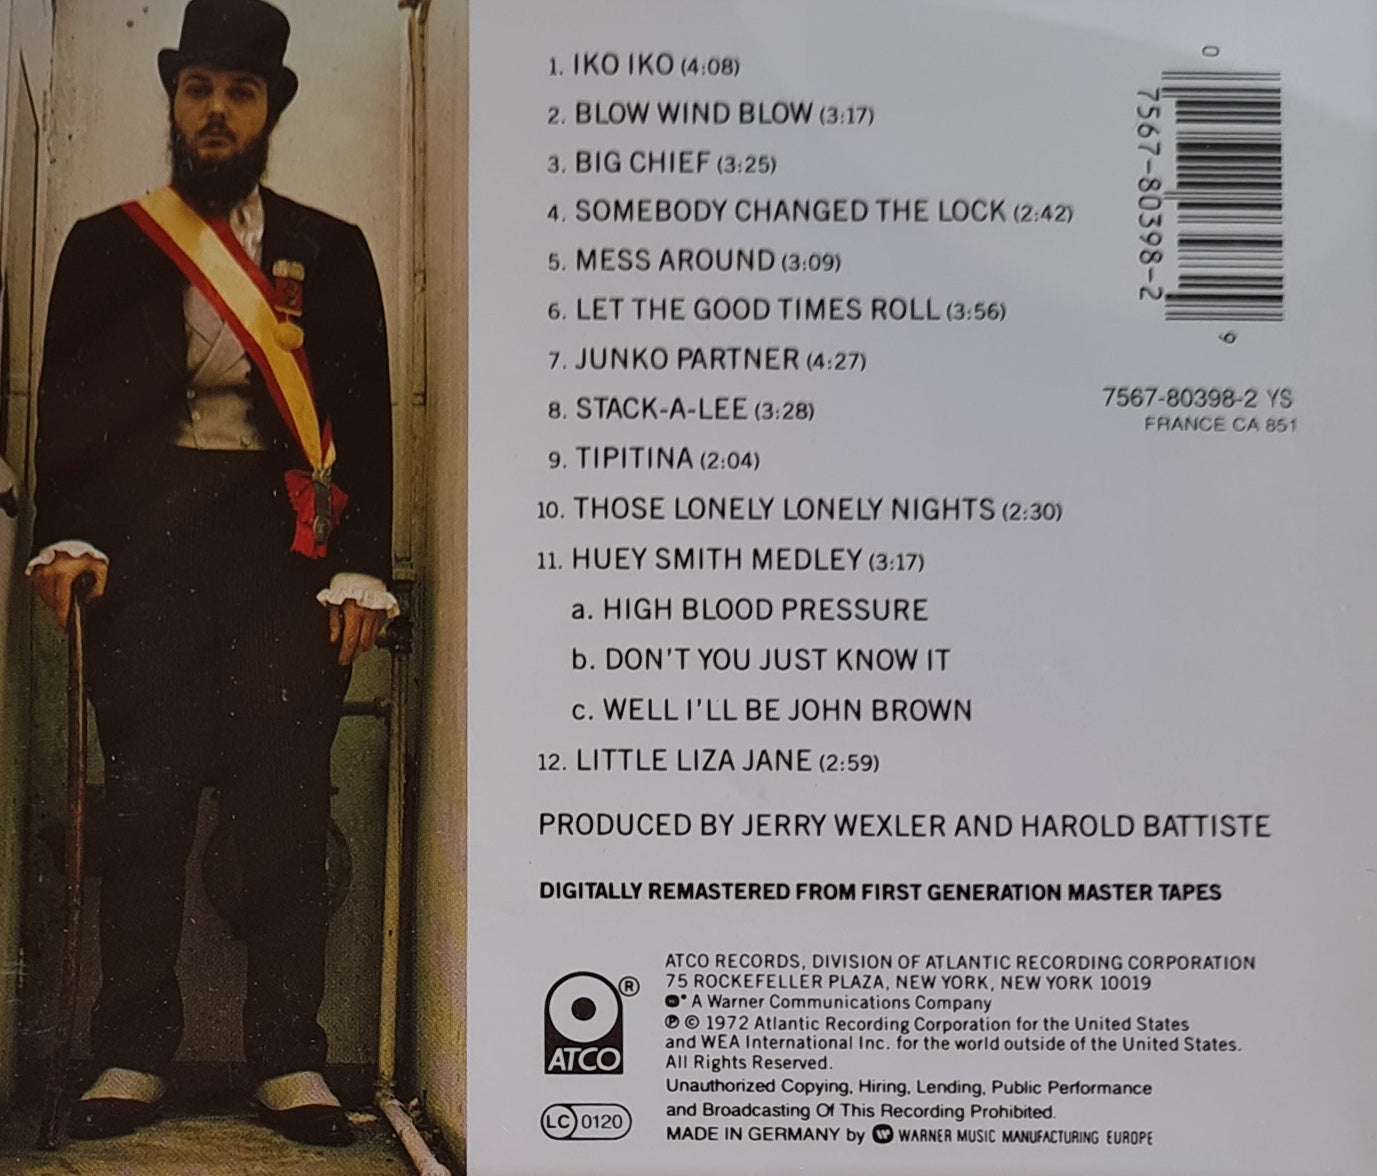 1. IKO IKO (4:08)
2. BLOW WIND BLOW (3:17)
3. BIG CHIEF (3:25)
4. SOMEBODY CHANGED THE LOCK (2:42)
5. MESS AROUND (3:09)
6. LET THE GOOD TIMES ROLL (3:56)
7. JUNKO PARTNER (4:27)
8. STACK-A-LEE (3:28)
9. TIPITINA (2:04)
10. THOSE LONELY LONELY NIGHTS (2:30)
11. HUEY SMITH MEDLEY (3:17)
a. HIGH BLOOD PRESSURE
b. DON'T YOU JUST KNOW IT
c. WELL I'LL BE JOHN BROWN
12. LITTLE LIZA JANE (2:59)
0
7567-80398-2
9
7567-80398-2 YS
FRANCE CA 851
PRODUCED BY JERRY WEXLER AND HAROLD BATTISTE
DIGITALLY REMASTERED FROM FIRST GENERATION MASTER TAPES
ATCO®
LC 0120
ATCO RECORDS, DIVISION OF ATLANTIC RECORDING CORPORATION
75 ROCKEFELLER PLAZA, NEW YORK, NEW YORK 10019
A Warner Communications Company
℗ © 1972 Atlantic Recording Corporation for the United States
and WEA International Inc. for the world outside of the United States.
All Rights Reserved.
Unauthorized Copying, Hiring, Lending, Public Performance
and Broadcasting Of This Recording Prohibited.
MADE IN GERMANY by WARNER MUSIC MANUFACTURING EUROPE